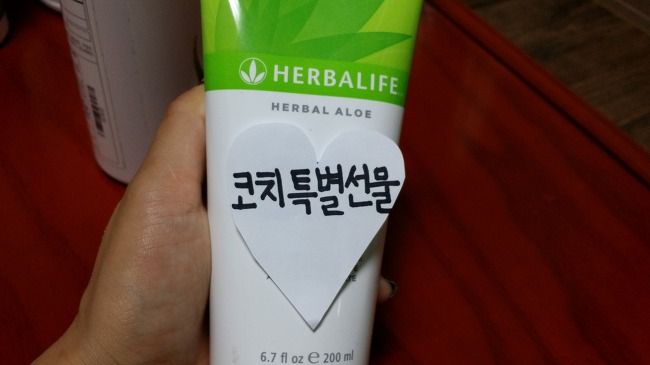 HERBALIFE
HERBAL ALOE
코치특별선물
6.7 fl oz e 200 ml